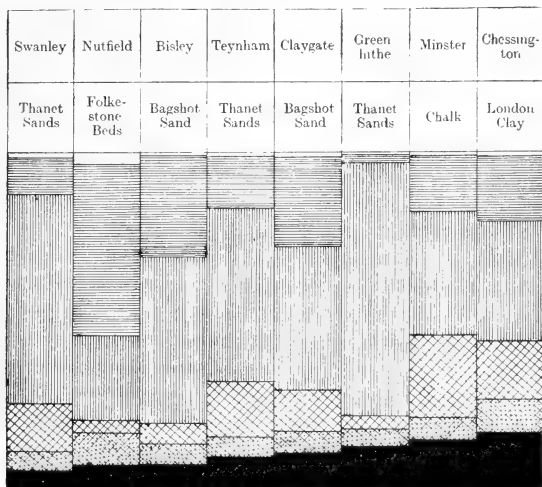 Swanley Nutfield Bisley Teynham Claygate Green hithe Minster Chessing- ton
Thanet Sands Folke- stone Beds Bagshot Sand Thanet Sands Bagshot Sand Thanet Sands Chalk London Clay